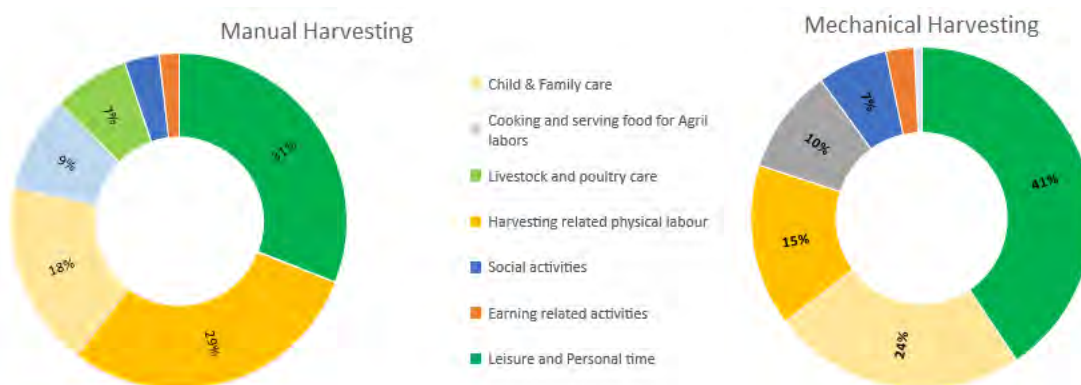 Manual Harvesting
Mechanical Harvesting
7%
9%
18%
29%
31%
Child & Family care
Cooking and serving food for Agril
labors
Livestock and poultry care
Harvesting related physical labour
Social activities
Earning related activities
Leisure and Personal time
7%
10%
15%
24%
41%